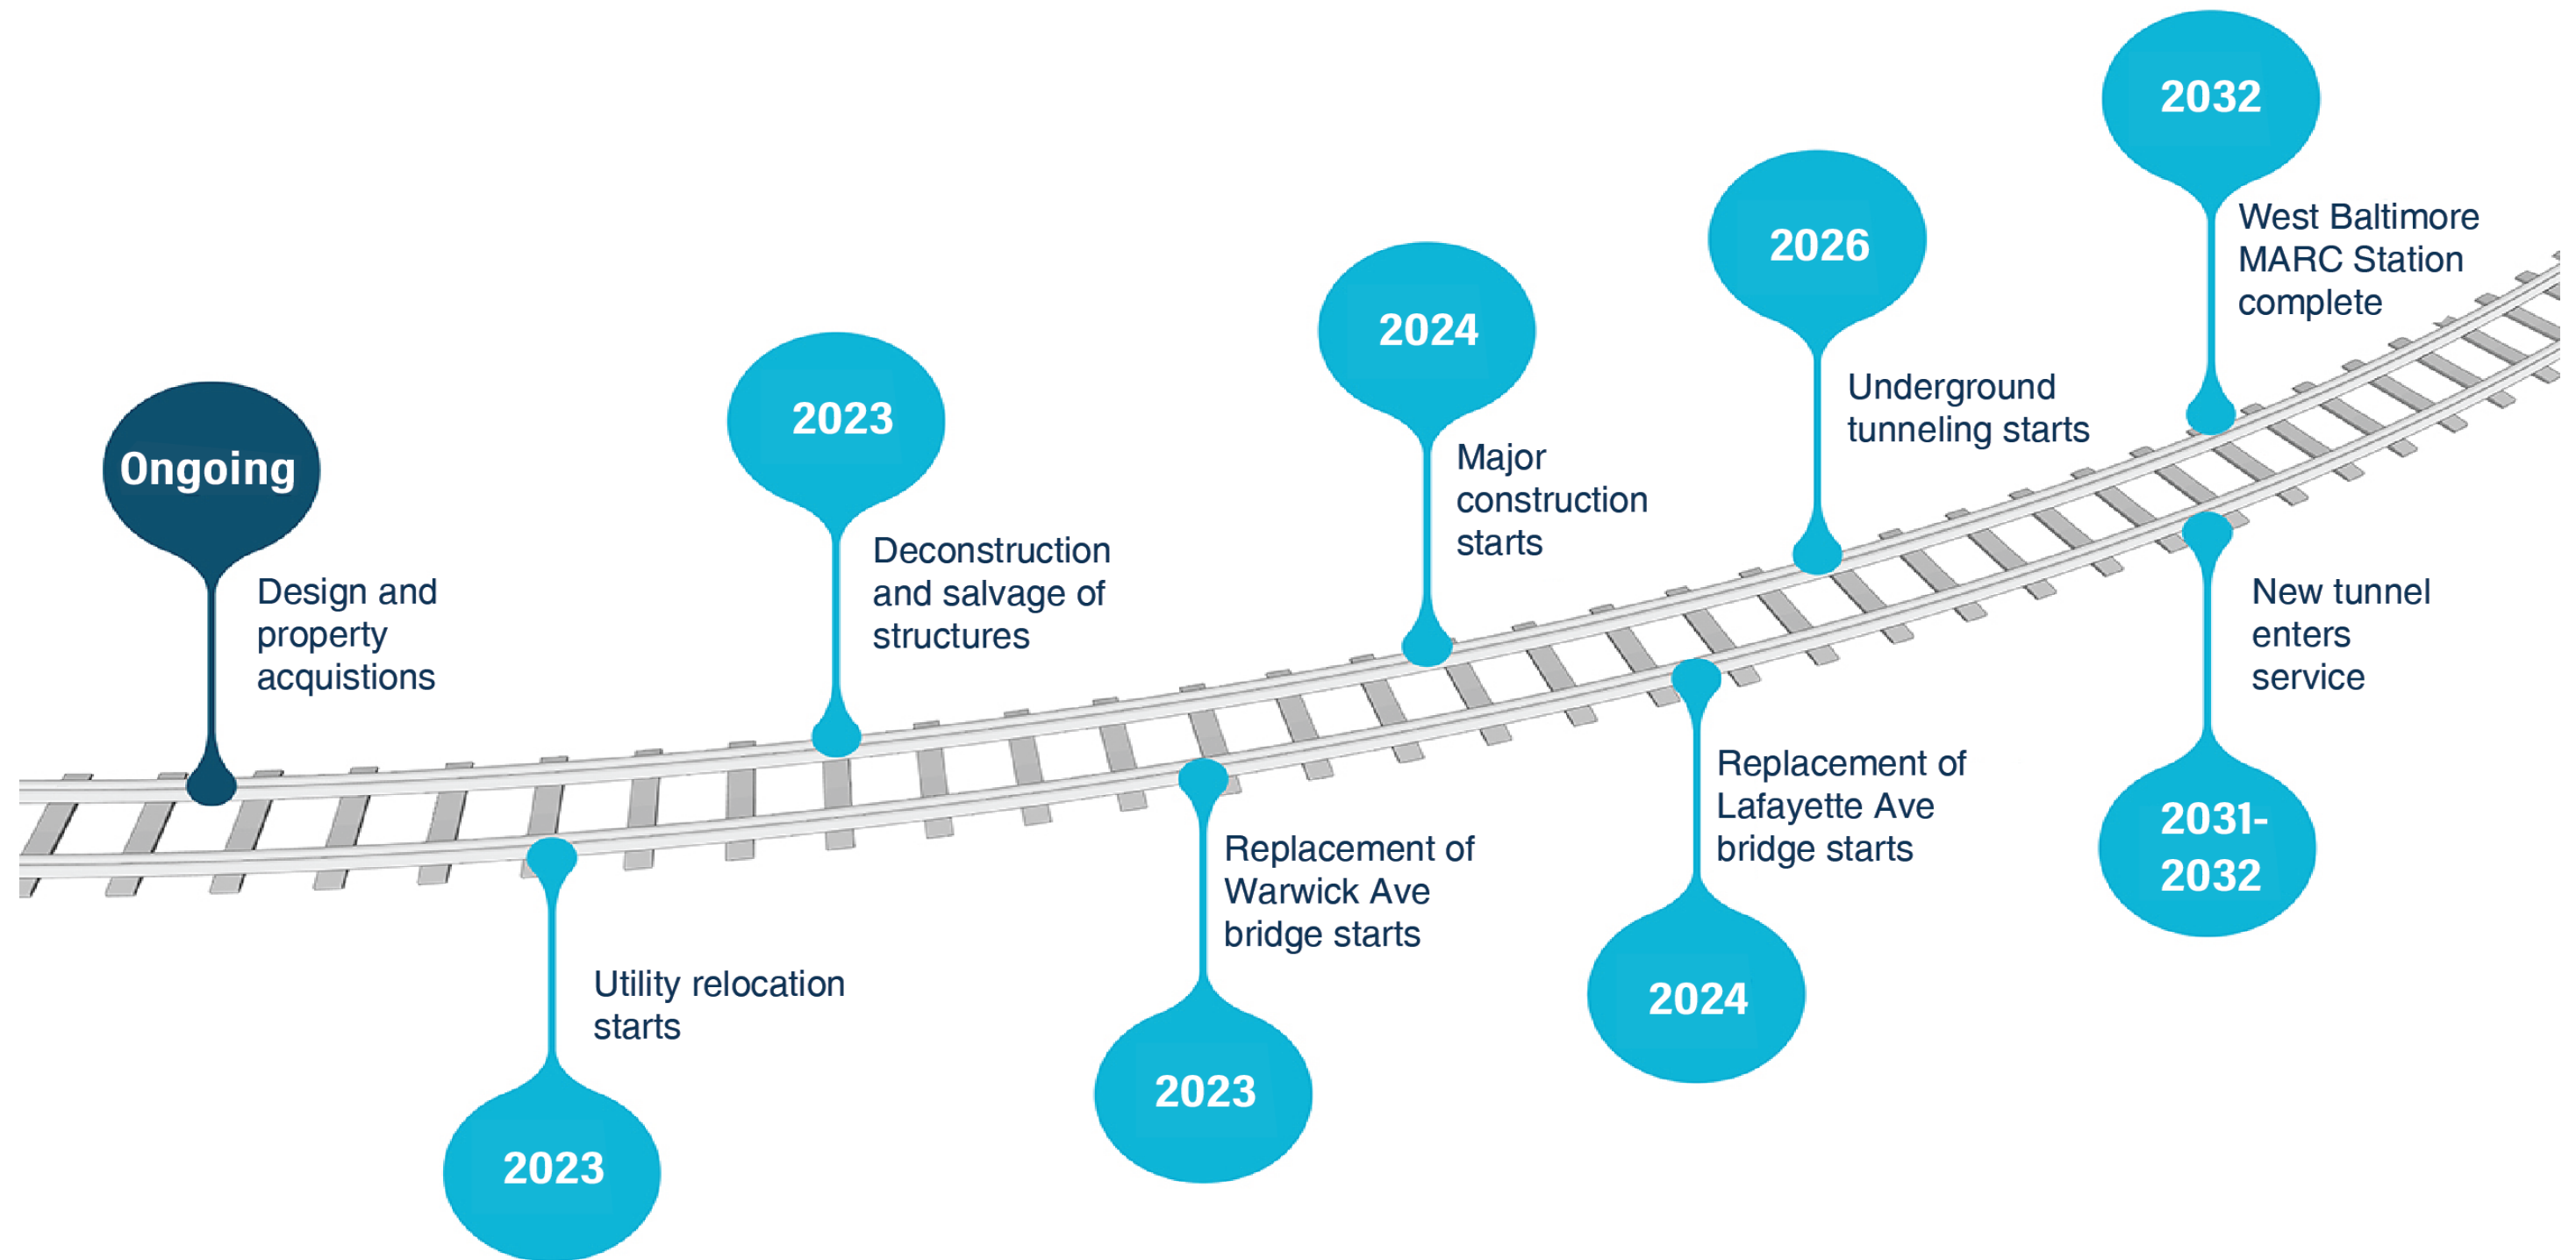 Ongoing
Design and
property
acquistions
2023
Utility relocation
starts
2023
Deconstruction
and salvage of
structures
2023
Replacement of
Warwick Ave
bridge starts
2024
Major
construction
starts
2024
Replacement of
Lafayette Ave
bridge starts
2026
Underground
tunneling starts
2031-
2032
New tunnel
enters
service
2032
West Baltimore
MARC Station
complete